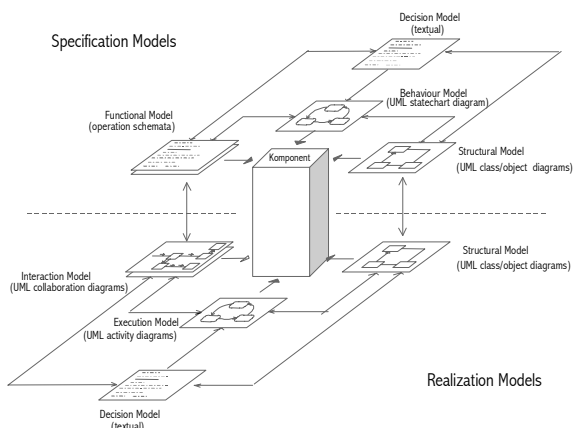 Decision Model
(textual)
Specification Models
Behaviour Model
(UML statechart diagram)
Functional Model
(operation schemata)
Komponent
Structural Model
(UML class/object diagrams)
Structural Model
(UML class/object diagrams)
Interaction Model
(UML collaboration diagrams)
Execution Model
(UML activity diagrams)
Realization Models
Decision Model
(textual)